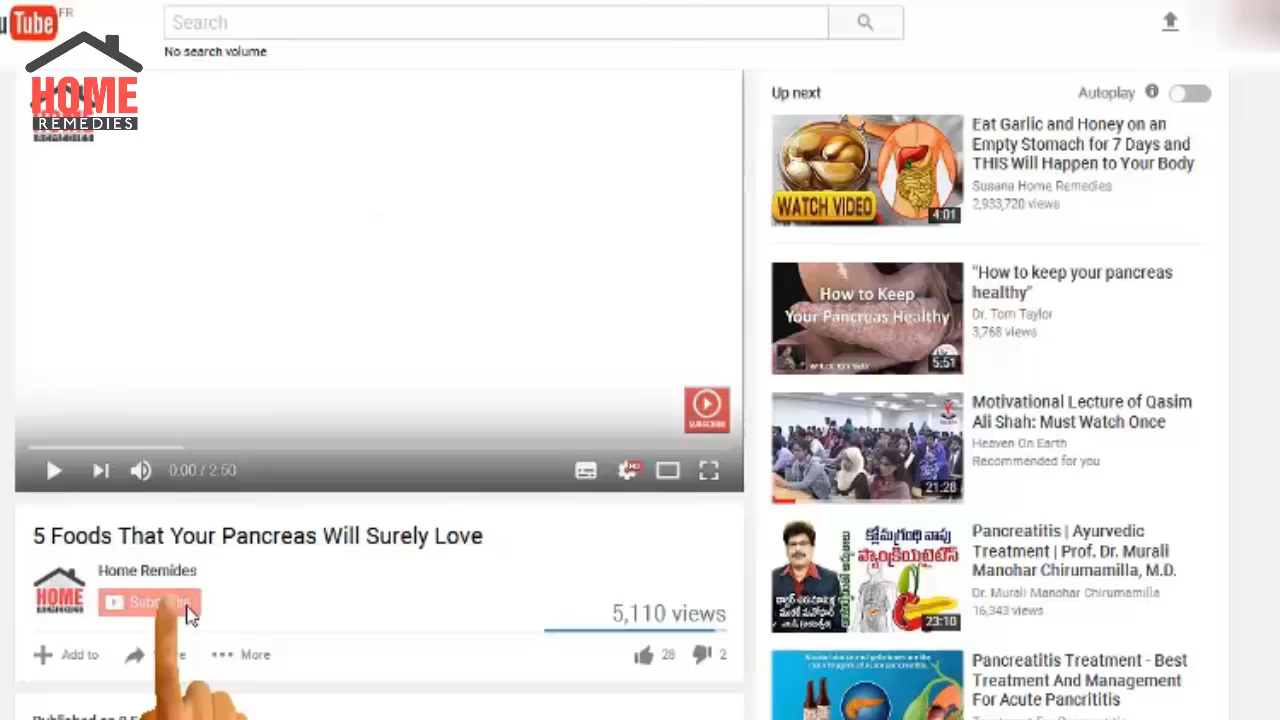 Tube FR
Search
No search volume
HOME
REMEDIES
Up next
Autoplay
Eat Garlic and Honey on an
Empty Stomach for 7 Days and
THIS Will Happen to Your Body
Susana Home Remedies
2,933,720 views
WATCH VIDEO
4:01
"How to keep your pancreas
healthy"
Dr. Tom Taylor
3,768 views
How to Keep
Your Pancreas Healthy
5:51
Motivational Lecture of Qasim
Ali Shah: Must Watch Once
Heaven On Earth
Recommended for you
21:28
SUBSCRIBE
0:00 / 2:50
HD
5 Foods That Your Pancreas Will Surely Love
Home Remides
HOME
5,110 views
Add to
More
28
2
Pancreatitis | Ayurvedic
Treatment | Prof. Dr. Murali
Manohar Chirumamilla, M.D.
Dr. Murali Manohar Chirumamilla
16,343 views
క్లోమగ్రంథి వాపు
ప్యాంక్రియాటైటిస్
23:10
Pancreatitis Treatment - Best
Treatment And Management
For Acute Pancrititis